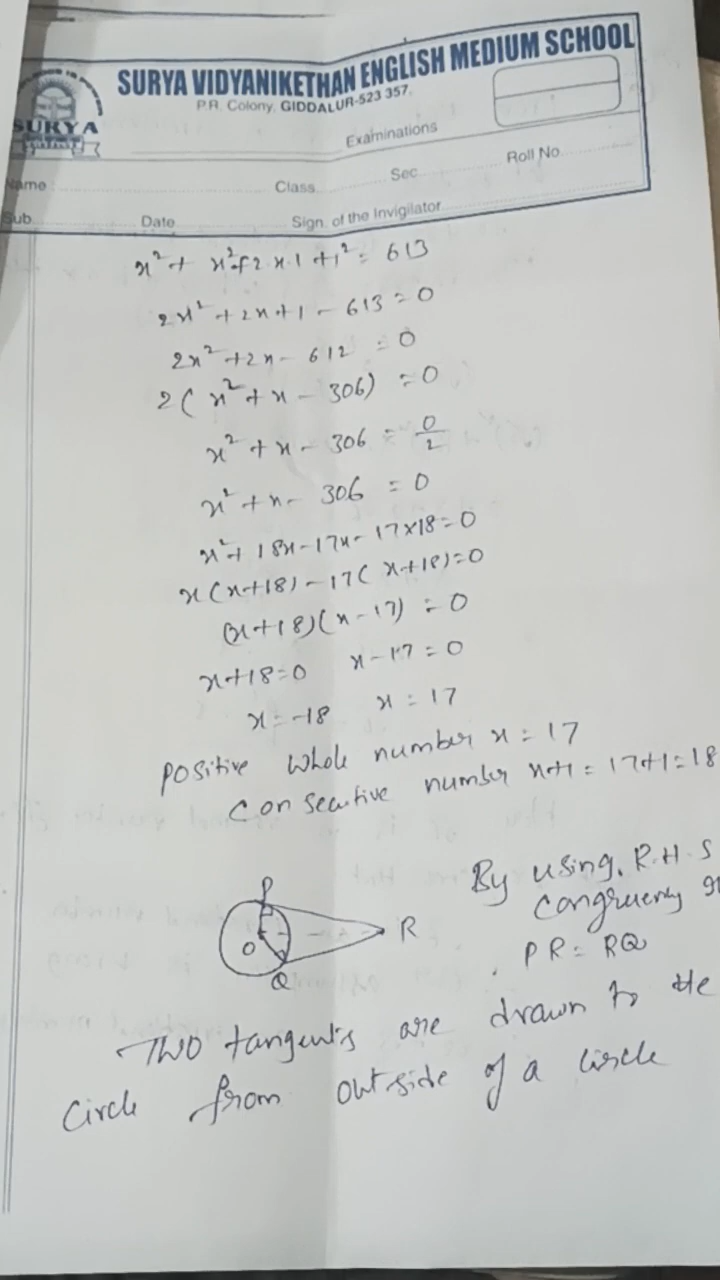 SURYA VIDYANIKETHAN ENGLISH MEDIUM SCHOOL
P.R. Colony, GIDDALUR-523 357.
SURYA
Examinations
Name Class Sec Roll No
Sub Date Sign. of the Invigilator
x² + x² + 2·x·1 + 1² = 613
2x² + 2x + 1 - 613 = 0
2x² + 2x - 612 = 0
2(x² + x - 306) = 0
x² + x - 306 = 0/2
x² + x - 306 = 0
x² + 18x - 17x - 17×18 = 0
x(x+18) - 17(x+18) = 0
(x+18)(x-17) = 0
x+18=0 x-17=0
x = -18 x = 17
positive whole number x = 17
consecutive number x+1 = 17+1 = 18
By using R.H.S
congruency
PR = RQ
P
O
R
Q
Two tangents are drawn to the
circle from outside of a circle